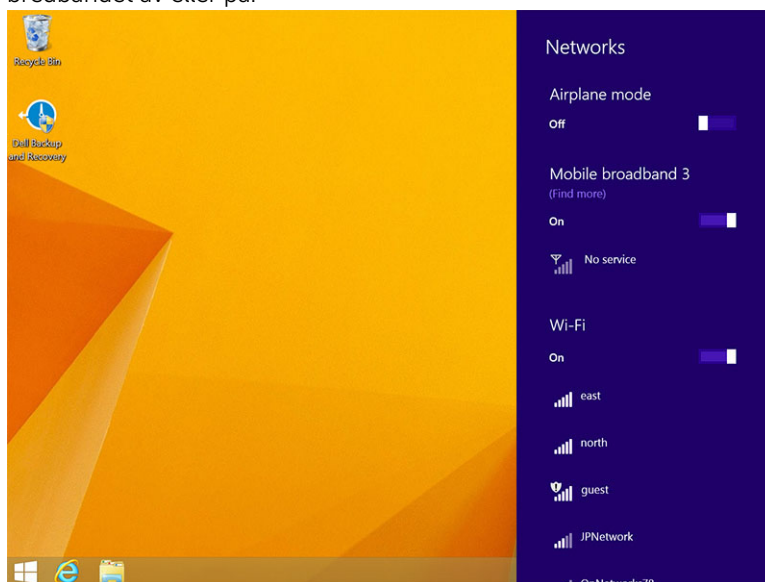 bredbandet av eller på.
Recycle Bin
Dell Backup
and Recovery
Networks
Airplane mode
Off
Mobile broadband 3
(Find more)
On
No service
Wi-Fi
On
east
north
guest
JPNetwork